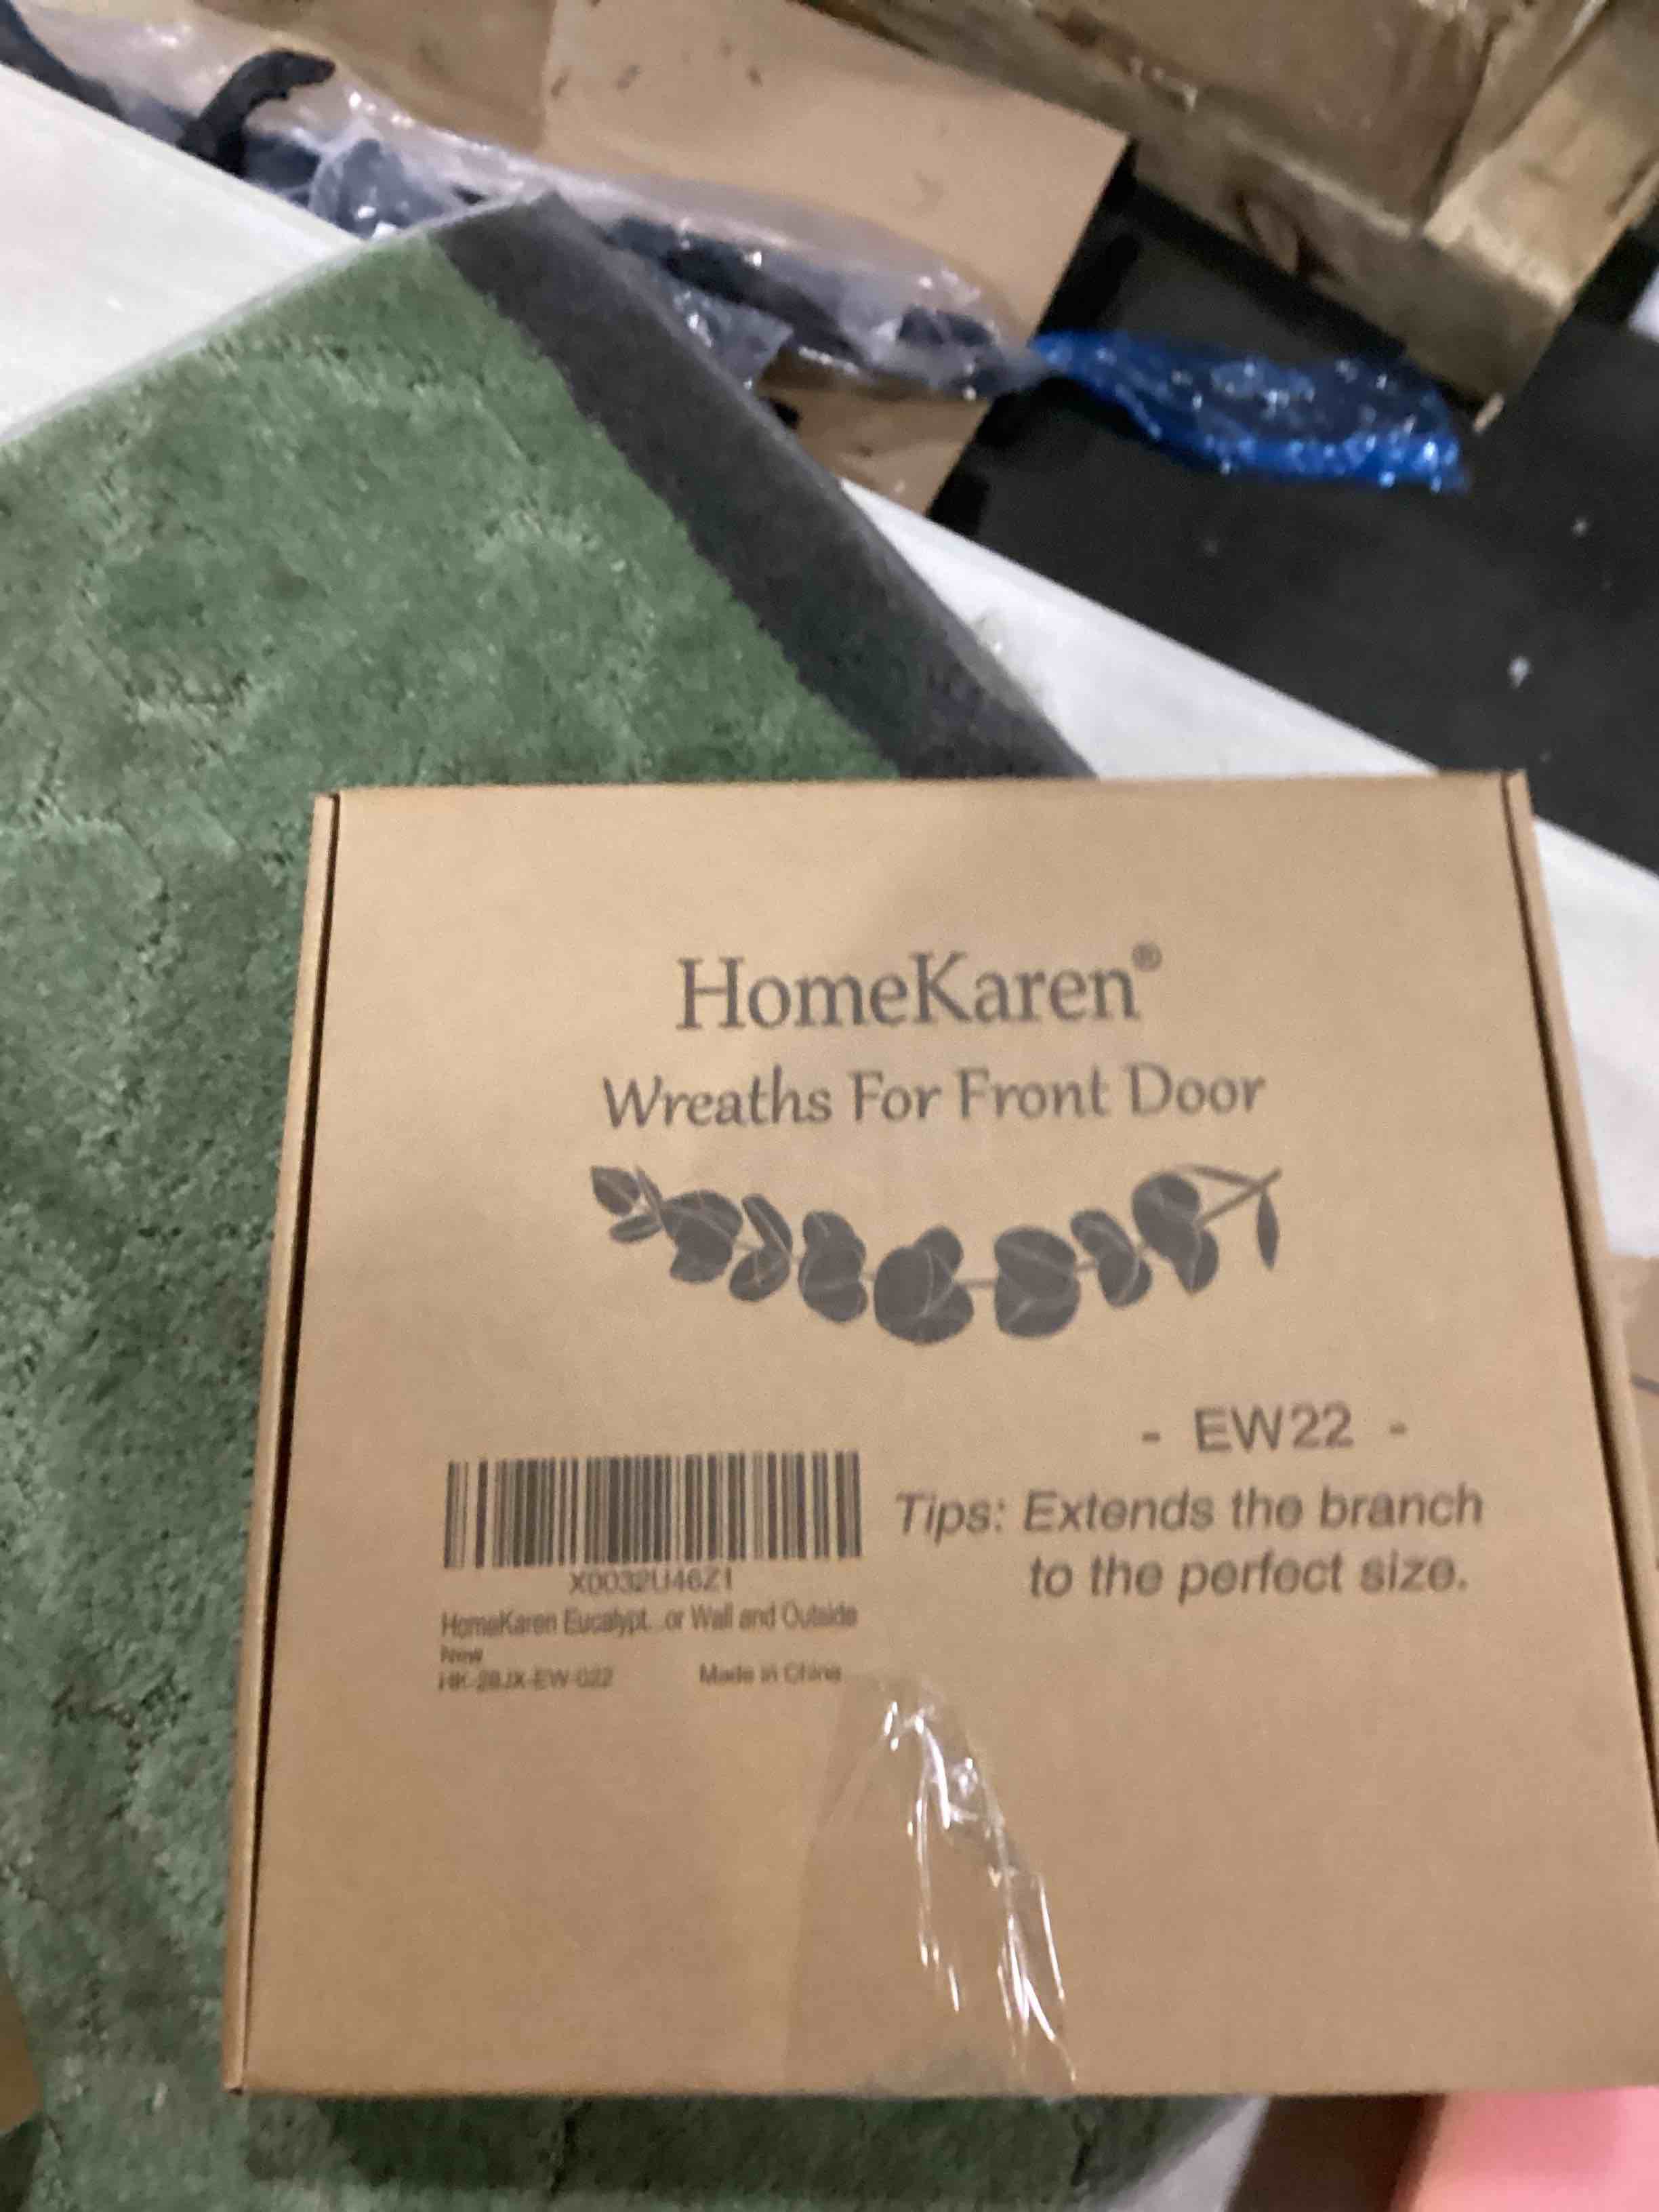 HomeKaren®
Wreaths For Front Door
- EW22 -
Tips: Extends the branch
to the perfect size.
X0032U46Z1
HomeKaren Eucalypt...or Wall and Outside
New
Made in China